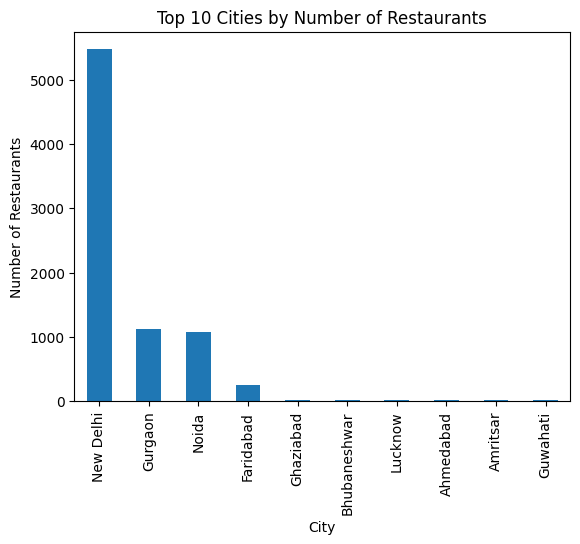 Top 10 Cities by Number of Restaurants
Number of Restaurants
5000
4000
3000
2000
1000
0
New Delhi
Gurgaon
Noida
Faridabad
Ghaziabad
Bhubaneshwar
Lucknow
Ahmedabad
Amritsar
Guwahati
City